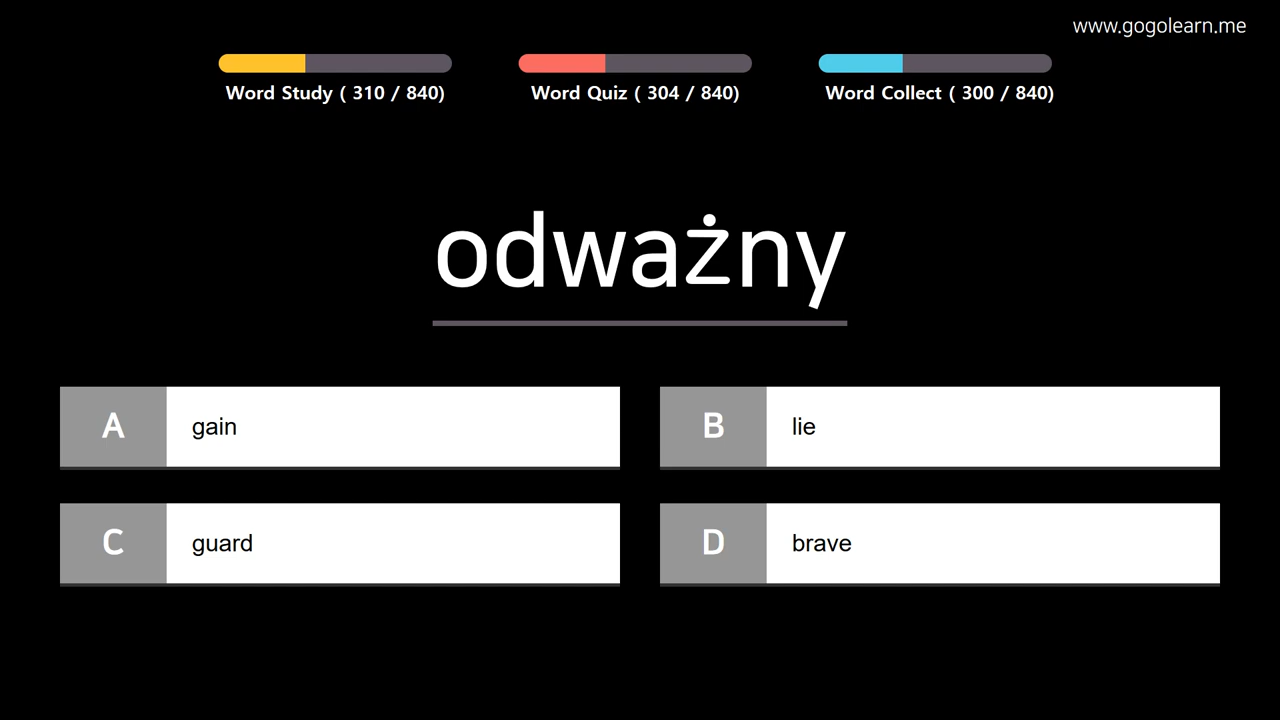 www.gogolearn.me
Word Study ( 310 / 840)
Word Quiz ( 304 / 840)
Word Collect ( 300 / 840)
odważny
A gain
B lie
C guard
D brave